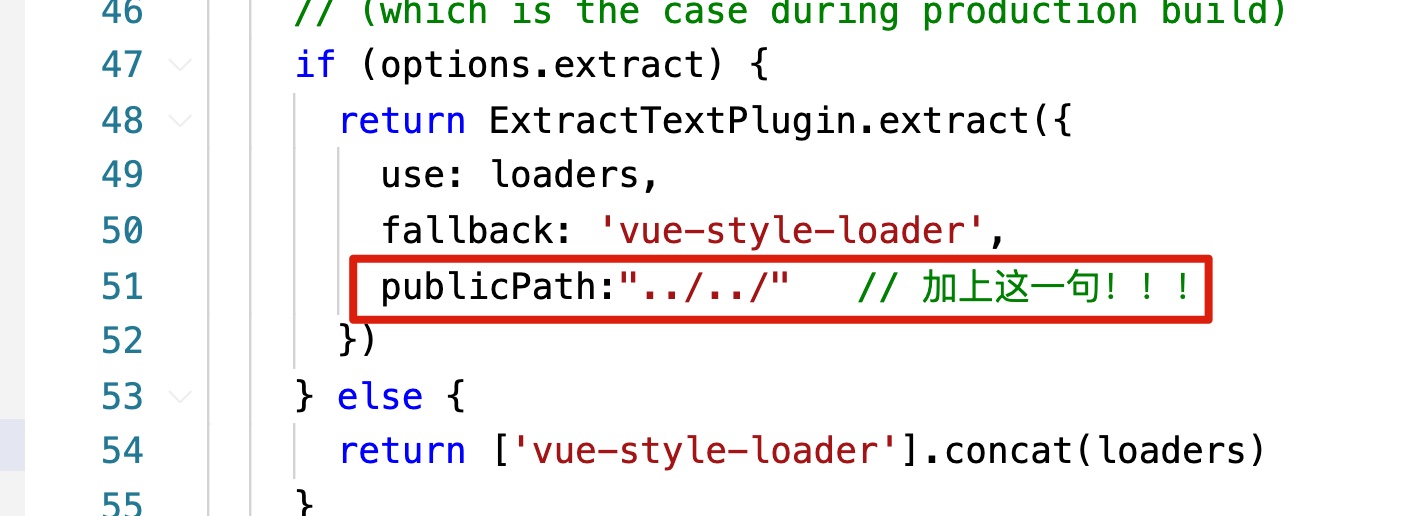 46 // (which is the case during production build)
47 if (options.extract) {
48 return ExtractTextPlugin.extract({
49 use: loaders,
50 fallback: 'vue-style-loader',
51 publicPath:"../../" // 加上这一句！！！
52 })
53 } else {
54 return ['vue-style-loader'].concat(loaders)
55 }